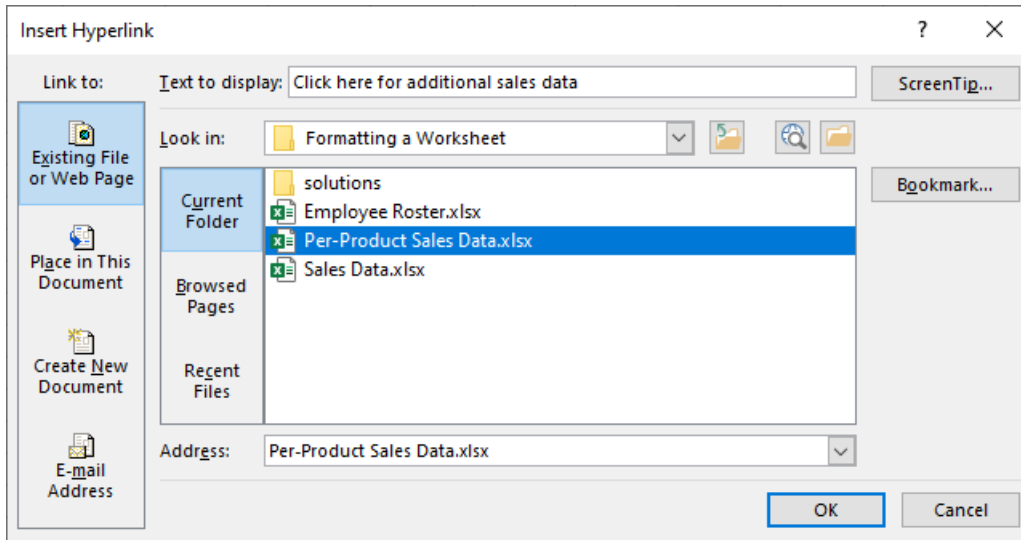 Insert Hyperlink
?
Link to:
Text to display: Click here for additional sales data
ScreenTip...
Existing File
or Web Page
Place in This
Document
Create New
Document
E-mail
Address
Look in: Formatting a Worksheet
Current
Folder
Browsed
Pages
Recent
Files
solutions
Employee Roster.xlsx
Per-Product Sales Data.xlsx
Sales Data.xlsx
Bookmark...
Address: Per-Product Sales Data.xlsx
OK
Cancel